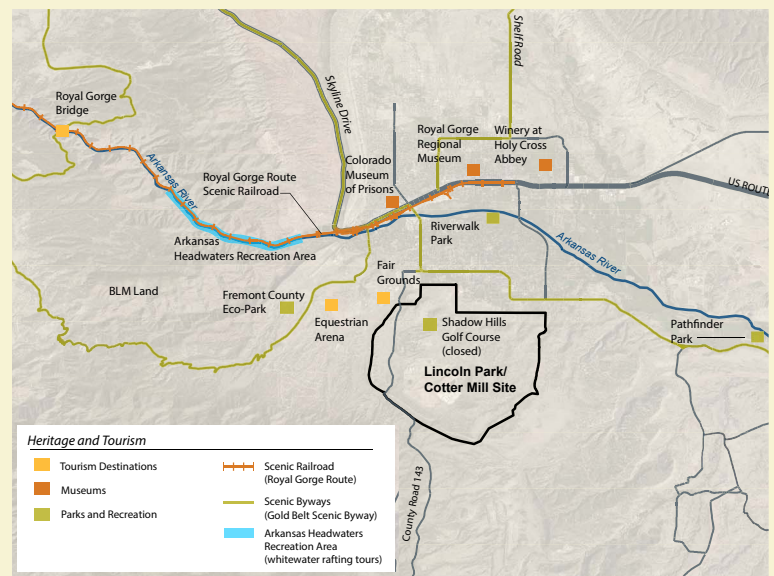 Shelf Road
Royal Gorge
Bridge
Skyline Drive
Royal Gorge
Regional
Museum
Winery at
Holy Cross
Abbey
Arkansas River
Colorado
Museum
of Prisons
Royal Gorge Route
Scenic Railroad
US ROUTE
Riverwalk
Park
Arkansas River
Arkansas
Headwaters Recreation Area
Fair
Grounds
BLM Land
Fremont County
Eco-Park
Equestrian
Arena
Shadow Hills
Golf Course
(closed)
Pathfinder
Park
Lincoln Park/
Cotter Mill Site
County Road 143
Heritage and Tourism
Tourism Destinations
Museums
Parks and Recreation
Scenic Railroad
(Royal Gorge Route)
Scenic Byways
(Gold Belt Scenic Byway)
Arkansas Headwaters
Recreation Area
(whitewater rafting tours)